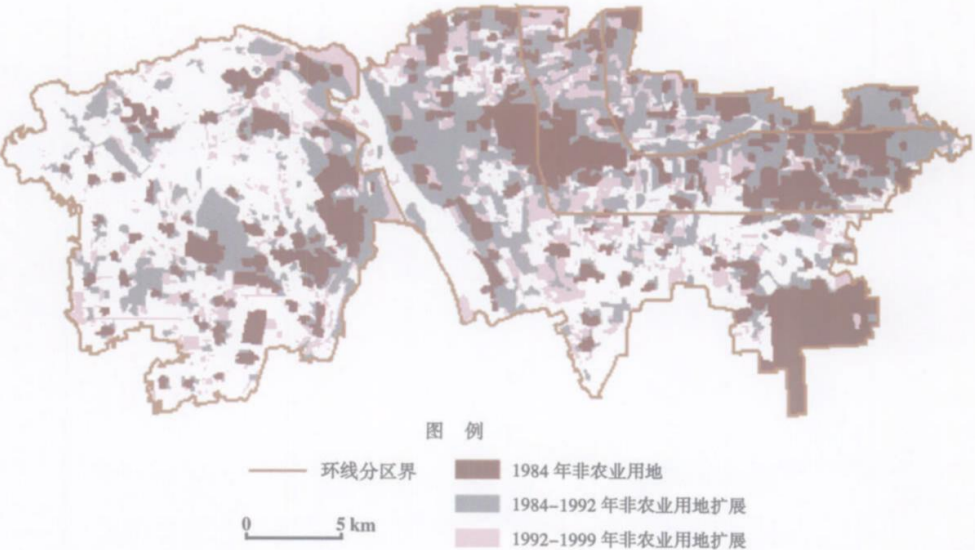 图 例
环线分区界
1984 年非农业用地
0 5 km
1984-1992 年非农业用地扩展
1992-1999 年非农业用地扩展